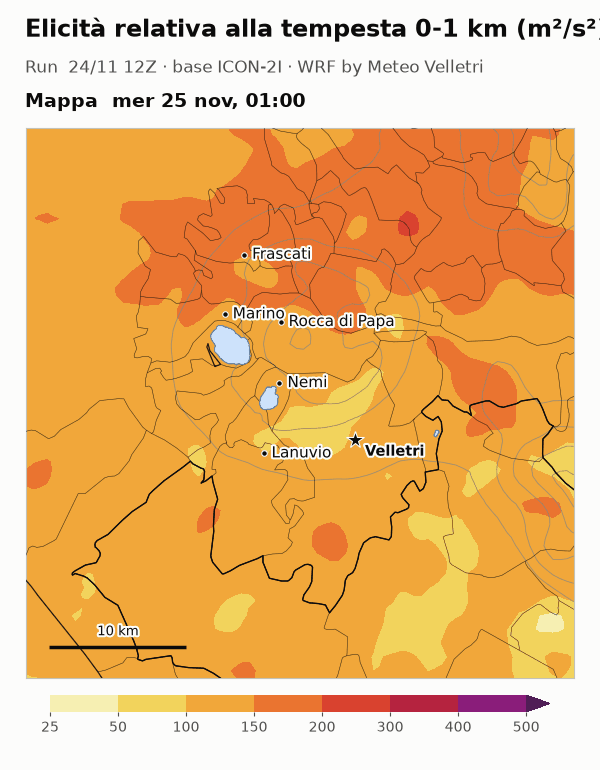 Elicità relativa alla tempesta 0-1 km (m²/s²)
Run 24/11 12Z · base ICON-2I · WRF by Meteo Velletri
Mappa mer 25 nov, 01:00
Frascati
Marino
Rocca di Papa
Nemi
Velletri
Lanuvio
10 km
25 50 100 150 200 300 400 500